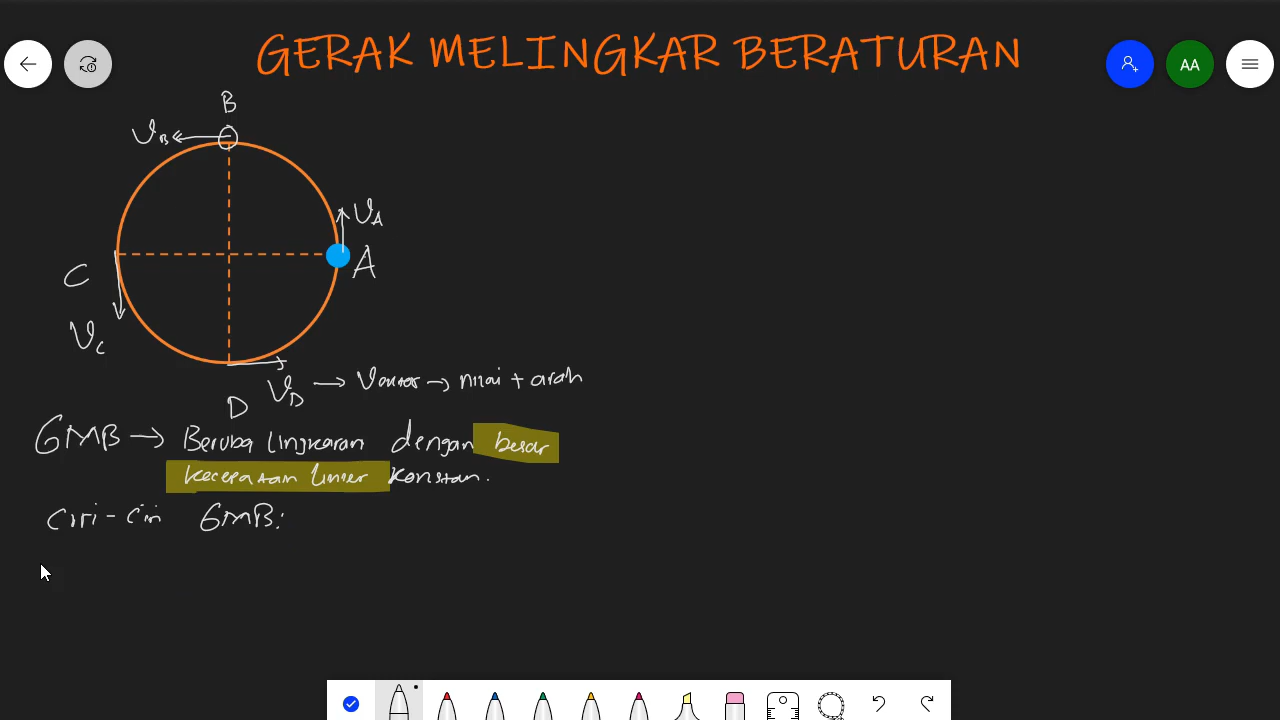 GERAK MELINGKAR BERATURAN
AA
B
VB
VA
A
C
VC
VD → Vektor → nilai + arah
D
GMB → Berupa lingkaran dengan besar
kecepatan linier konstan.
Ciri-Ciri GMB: